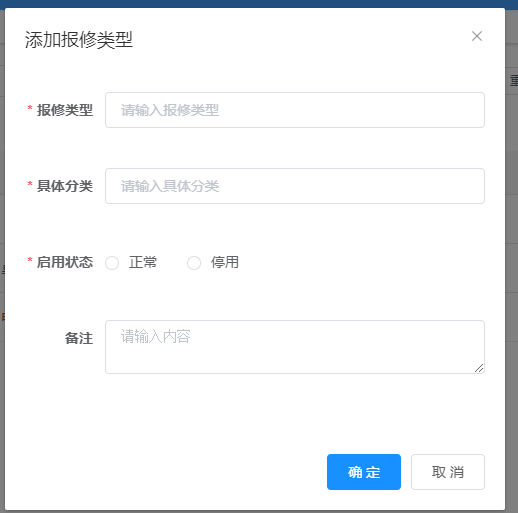 添加报修类型
* 报修类型 请输入报修类型
* 具体分类 请输入具体分类
* 启用状态 正常 停用
备注 请输入内容
确 定 取 消